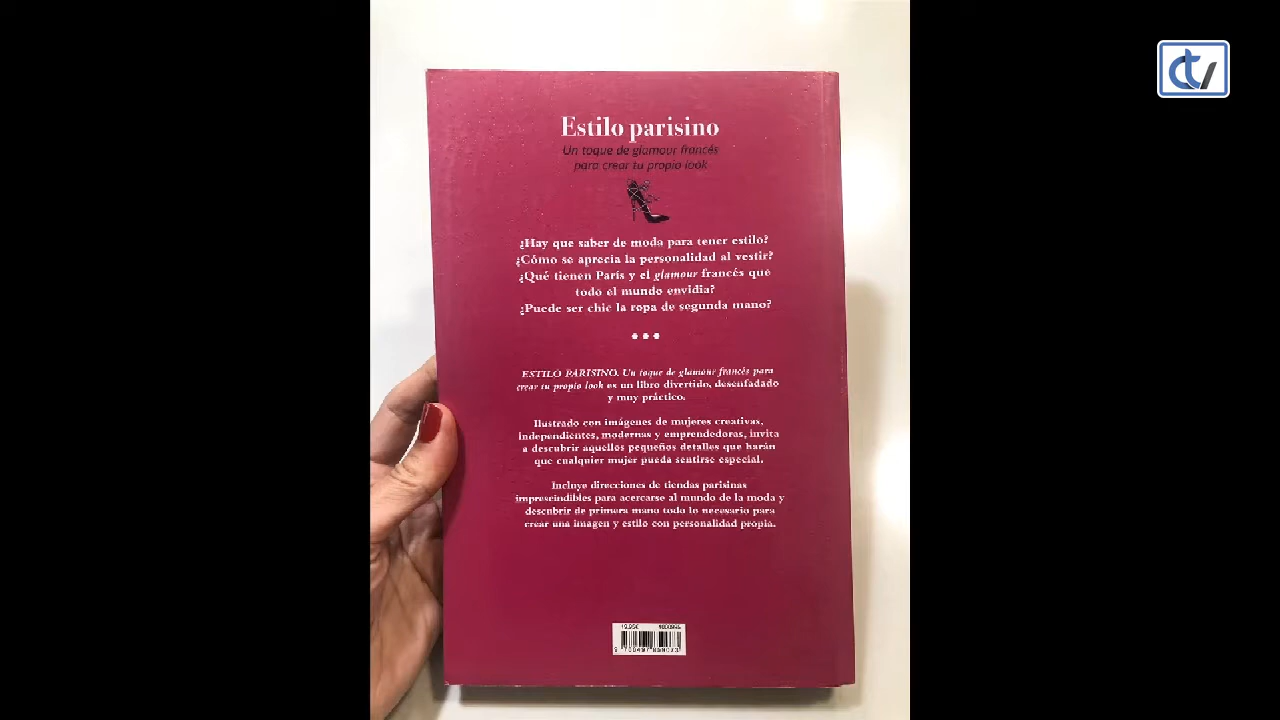 Estilo parisino
Un toque de glamour francés
para crear tu propio look
¿Hay que saber de moda para tener estilo?
¿Cómo se aprecia la personalidad al vestir?
¿Qué tienen París y el glamour francés que
todo el mundo envidia?
¿Puede ser chic la ropa de segunda mano?
ESTILO PARISINO. Un toque de glamour francés para
crear tu propio look es un libro divertido, desenfadado
y muy práctico.
Ilustrado con imágenes de mujeres creativas,
independientes, modernas y emprendedoras, invita
a descubrir aquellos pequeños detalles que harán
que cualquier mujer pueda sentirse especial.
Incluye direcciones de tiendas parisinas
imprescindibles para acercarse al mundo de la moda y
descubrir de primera mano todo lo necesario para
crear una imagen y estilo con personalidad propia.
19.95€